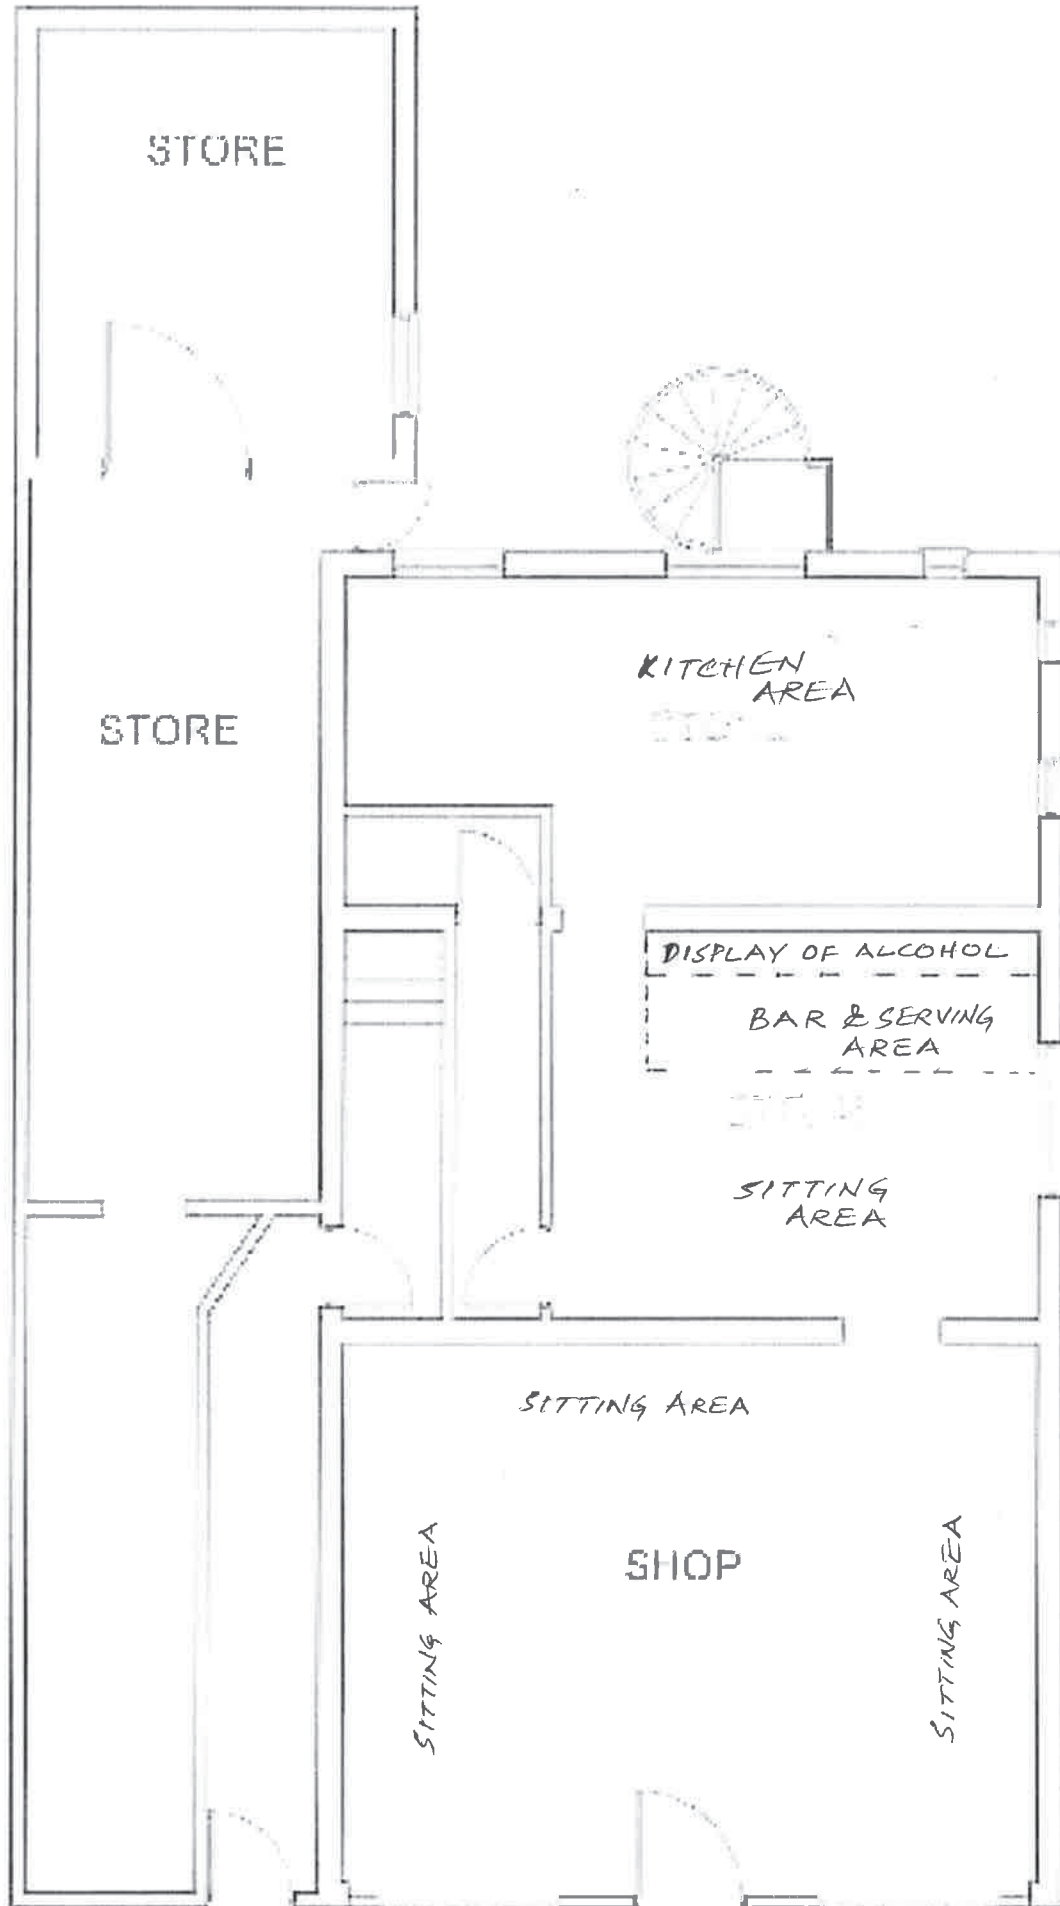 STORE
KITCHEN
AREA
STORE
DISPLAY OF ALCOHOL
BAR & SERVING
AREA
SITTING
AREA
SITTING AREA
SITTING AREA
SHOP
SITTING AREA